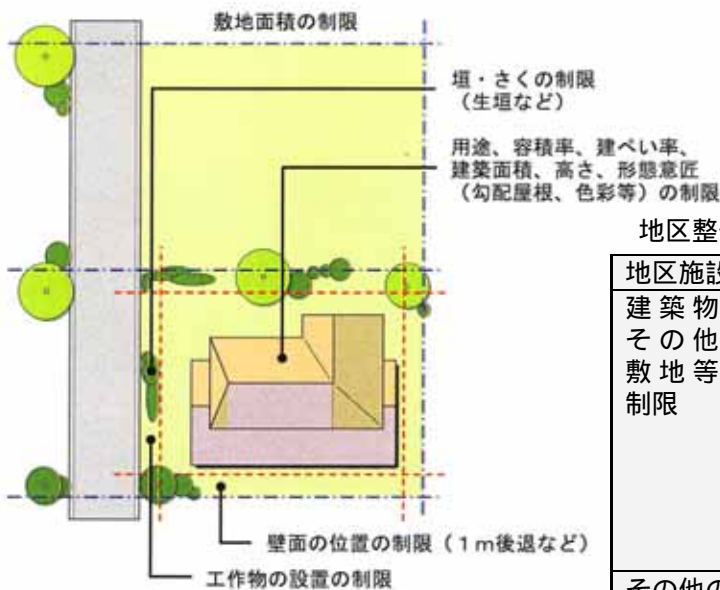 敷地面積の制限
垣・さくの制限
（生垣など）
用途、容積率、建ぺい率、
建築面積、高さ、形態意匠
（勾配屋根、色彩等）の制限
壁面の位置の制限（１ｍ後退など）
工作物の設置の制限
地区整
地区施設
建築物
その他
敷地等
制限
その他の